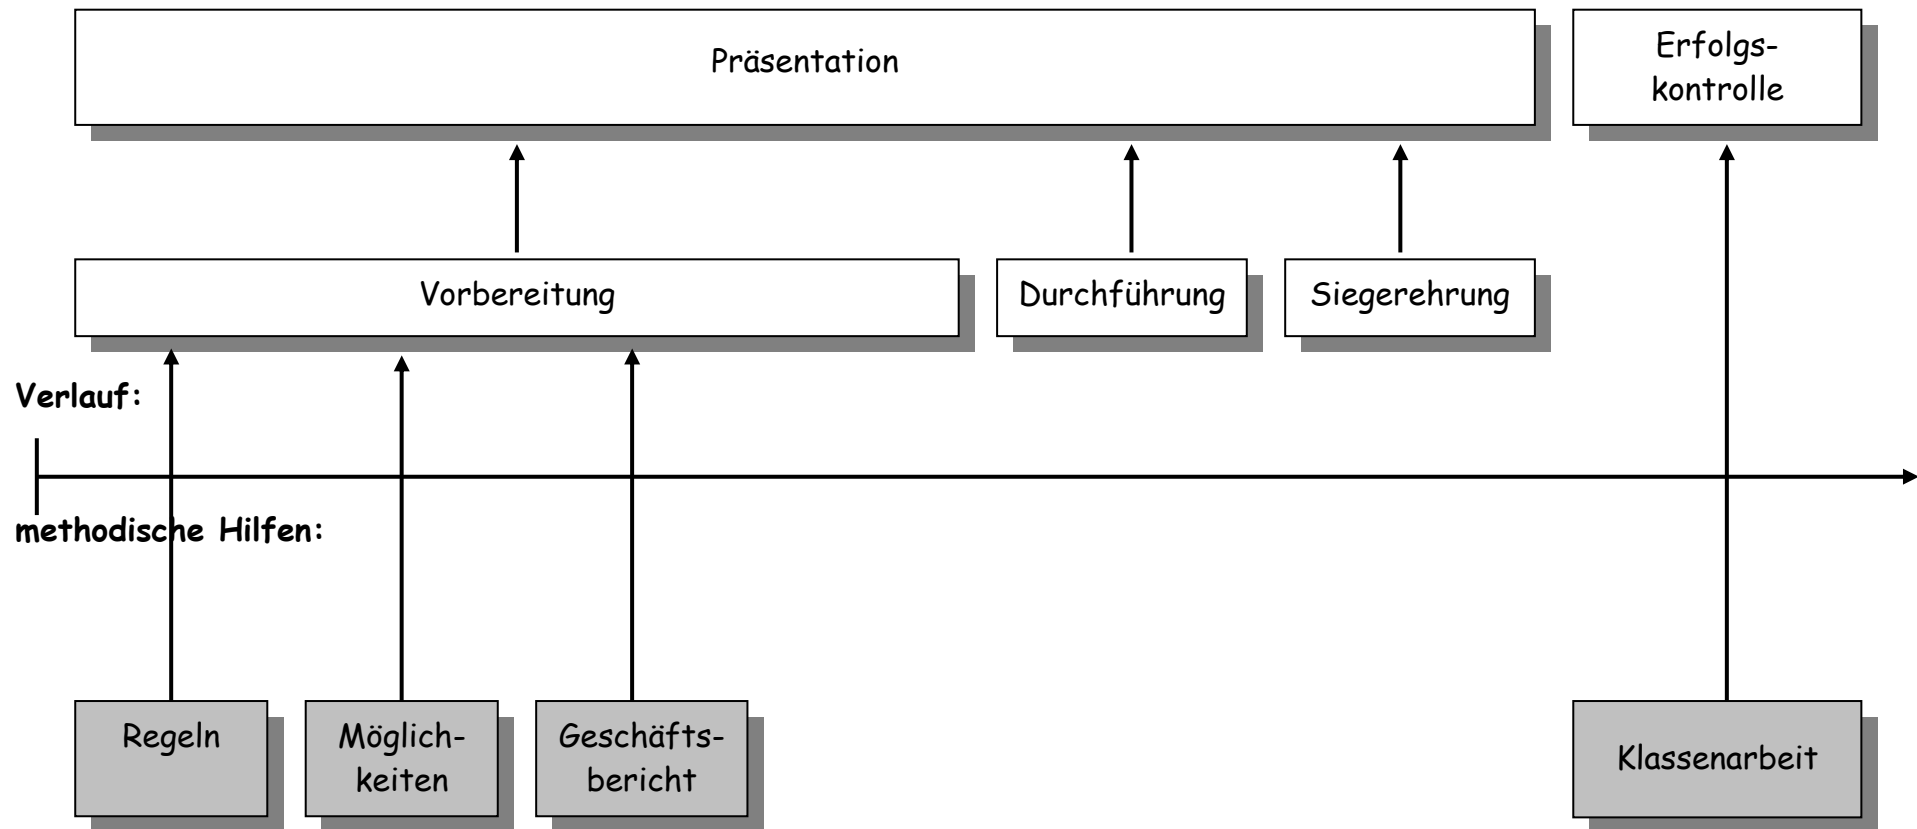 Präsentation
Erfolgs-
kontrolle
Vorbereitung
Durchführung
Siegerehrung
Verlauf:
methodische Hilfen:
Regeln
Möglich-
keiten
Geschäfts-
bericht
Klassenarbeit